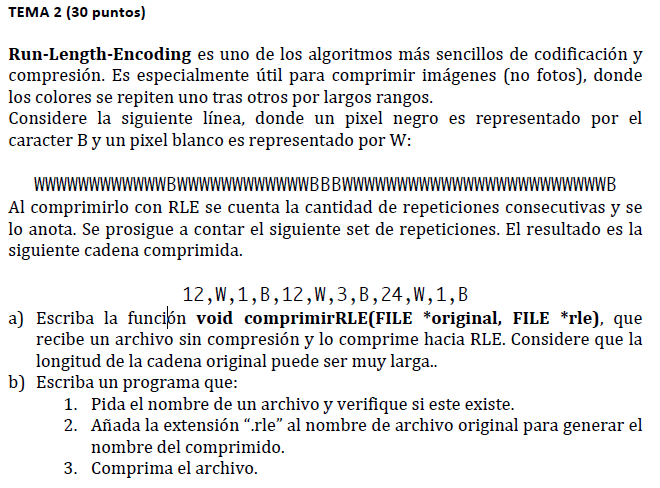 TEMA 2 (30 puntos)
Run-Length-Encoding es uno de los algoritmos más sencillos de codificación y
compresión. Es especialmente útil para comprimir imágenes (no fotos), donde
los colores se repiten uno tras otros por largos rangos.
Considere la siguiente línea, donde un pixel negro es representado por el
caracter B y un pixel blanco es representado por W:
WWWWWWWWWWWWBWWWWWWWWWWWWBBBWWWWWWWWWWWWWWWWWWWWWWWWB
Al comprimirlo con RLE se cuenta la cantidad de repeticiones consecutivas y se
lo anota. Se prosigue a contar el siguiente set de repeticiones. El resultado es la
siguiente cadena comprimida.
12,W,1,B,12,W,3,B,24,W,1,B
a) Escriba la función void comprimirRLE(FILE *original, FILE *rle), que
recibe un archivo sin compresión y lo comprime hacia RLE. Considere que la
longitud de la cadena original puede ser muy larga..
b) Escriba un programa que:
1. Pida el nombre de un archivo y verifique si este existe.
2. Añada la extensión “.rle” al nombre de archivo original para generar el
nombre del comprimido.
3. Comprima el archivo.